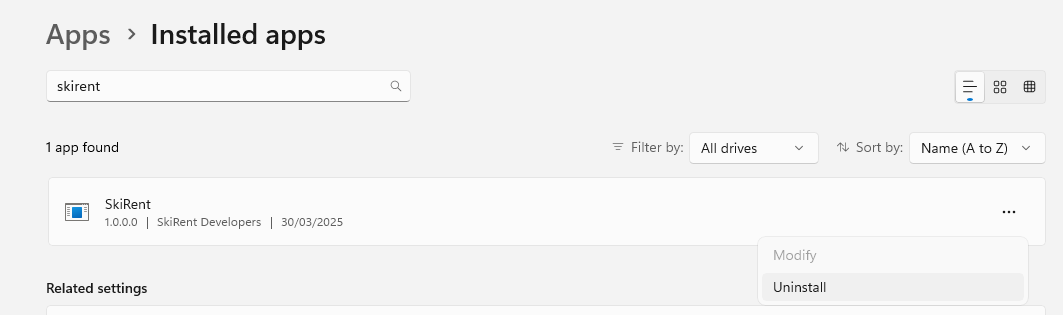 Apps > Installed apps
skirent
1 app found
Filter by: All drives
Sort by: Name (A to Z)
SkiRent
1.0.0.0 | SkiRent Developers | 30/03/2025
Modify
Uninstall
Related settings